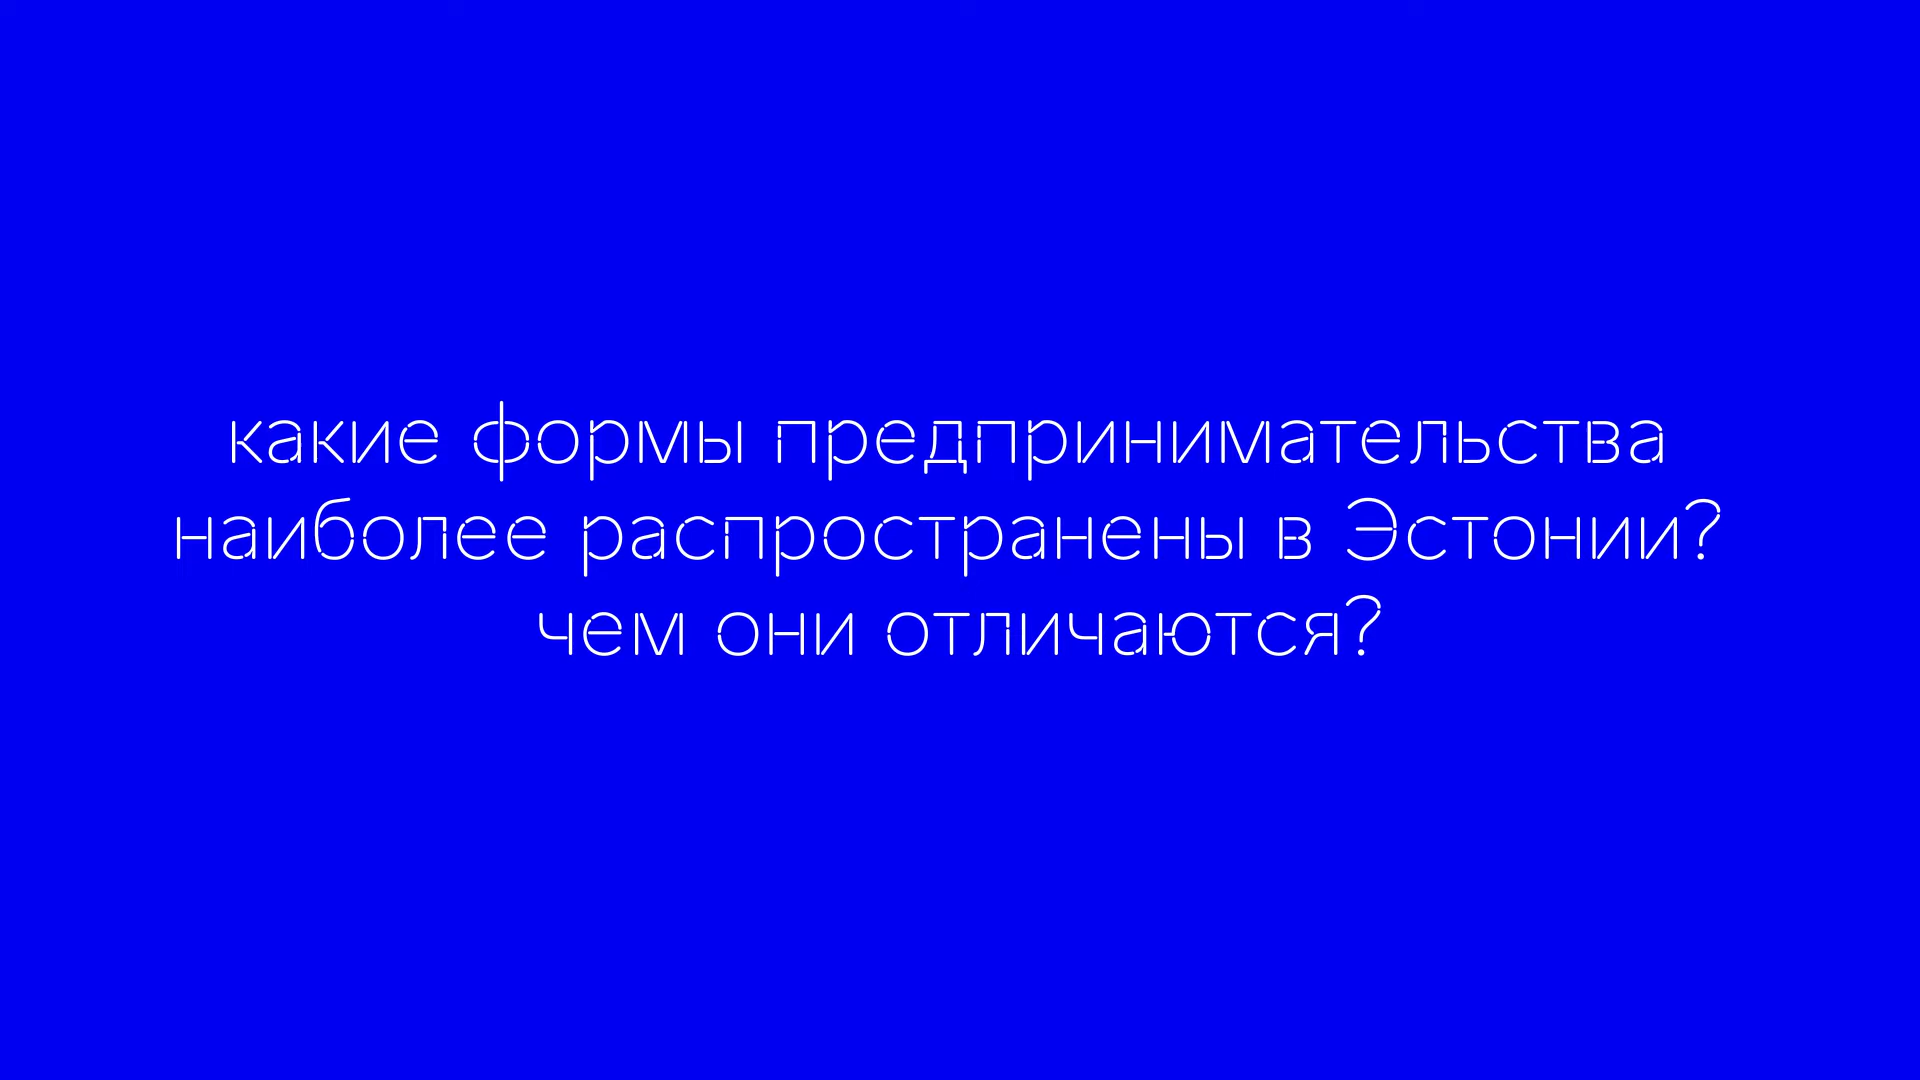 какие формы предпринимательства
наиболее распространены в Эстонии?
чем они отличаются?